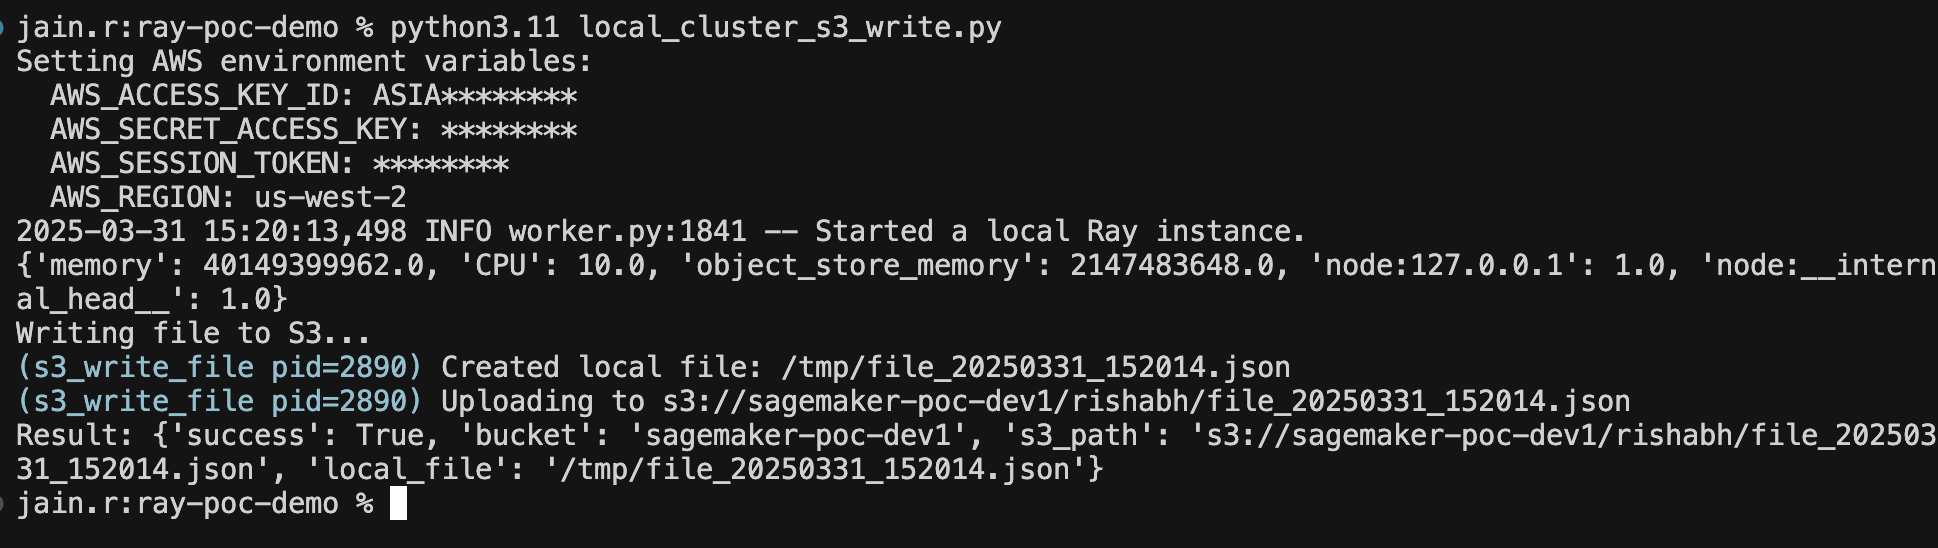 jain.r:ray-poc-demo % python3.11 local_cluster_s3_write.py
Setting AWS environment variables:
  AWS_ACCESS_KEY_ID: ASIA********
  AWS_SECRET_ACCESS_KEY: ********
  AWS_SESSION_TOKEN: ********
  AWS_REGION: us-west-2
2025-03-31 15:20:13,498 INFO worker.py:1841 -- Started a local Ray instance.
{'memory': 40149399962.0, 'CPU': 10.0, 'object_store_memory': 2147483648.0, 'node:127.0.0.1': 1.0, 'node:__intern
al_head__': 1.0}
Writing file to S3...
(s3_write_file pid=2890) Created local file: /tmp/file_20250331_152014.json
(s3_write_file pid=2890) Uploading to s3://sagemaker-poc-dev1/rishabh/file_20250331_152014.json
Result: {'success': True, 'bucket': 'sagemaker-poc-dev1', 's3_path': 's3://sagemaker-poc-dev1/rishabh/file_202503
31_152014.json', 'local_file': '/tmp/file_20250331_152014.json'}
jain.r:ray-poc-demo %